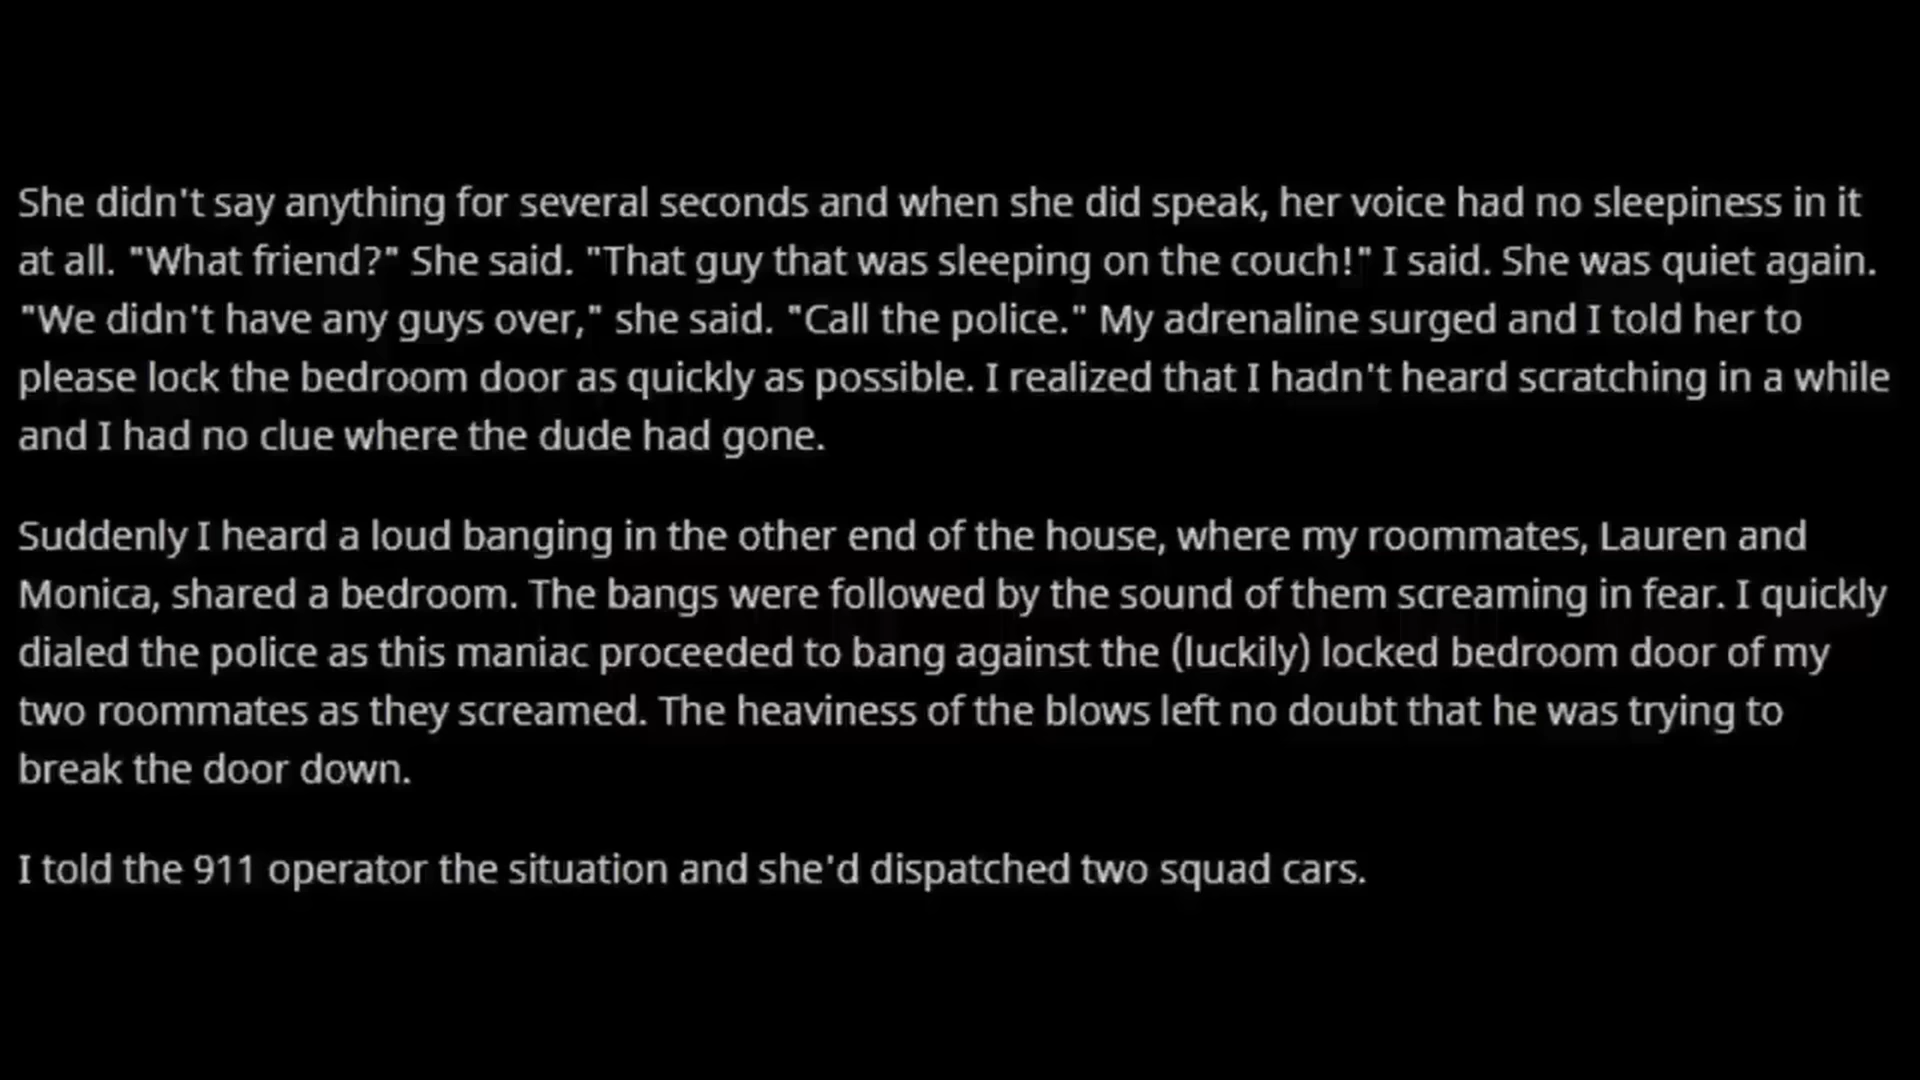 She didn't say anything for several seconds and when she did speak, her voice had no sleepiness in it
at all. "What friend?" She said. "That guy that was sleeping on the couch!" I said. She was quiet again.
"We didn't have any guys over," she said. "Call the police." My adrenaline surged and I told her to
please lock the bedroom door as quickly as possible. I realized that I hadn't heard scratching in a while
and I had no clue where the dude had gone.
Suddenly I heard a loud banging in the other end of the house, where my roommates, Lauren and
Monica, shared a bedroom. The bangs were followed by the sound of them screaming in fear. I quickly
dialed the police as this maniac proceeded to bang against the (luckily) locked bedroom door of my
two roommates as they screamed. The heaviness of the blows left no doubt that he was trying to
break the door down.
I told the 911 operator the situation and she'd dispatched two squad cars.